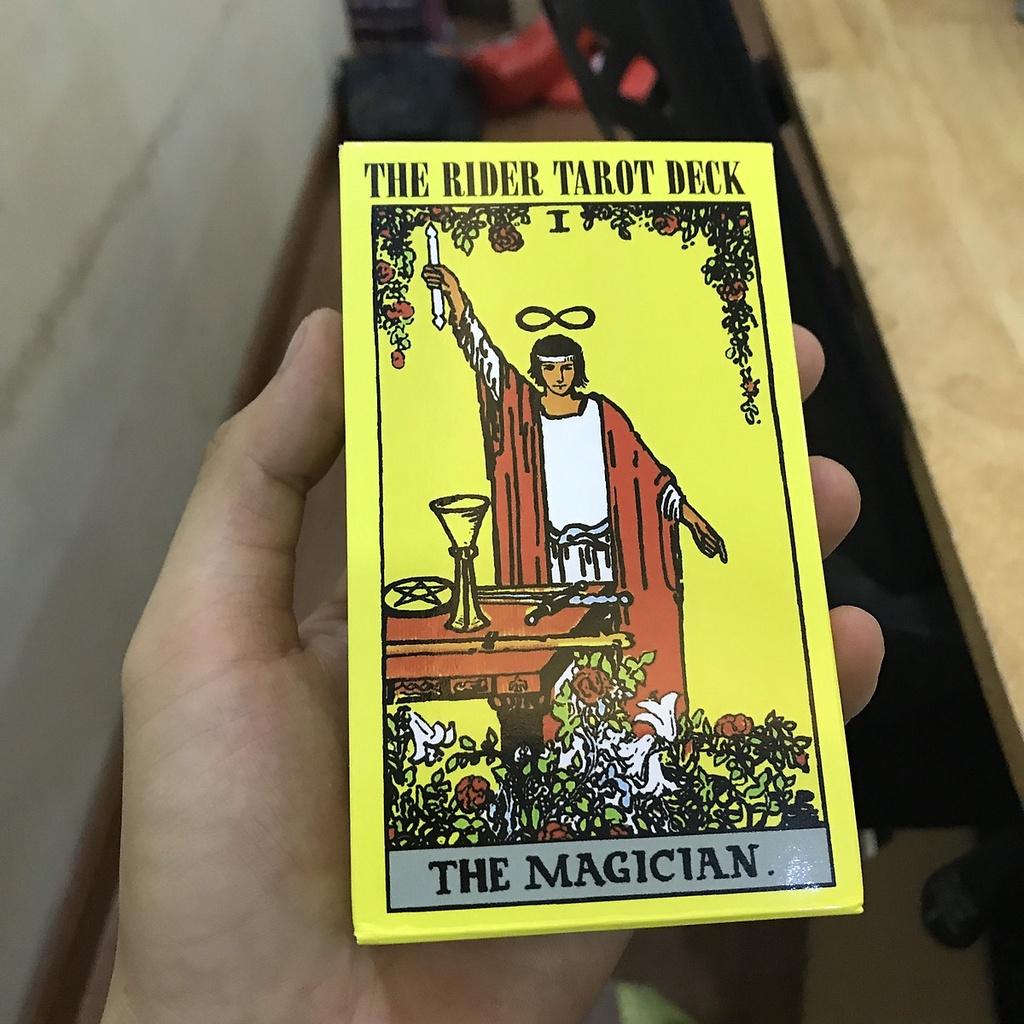 THE RIDER TAROT DECK
I
THE MAGICIAN.